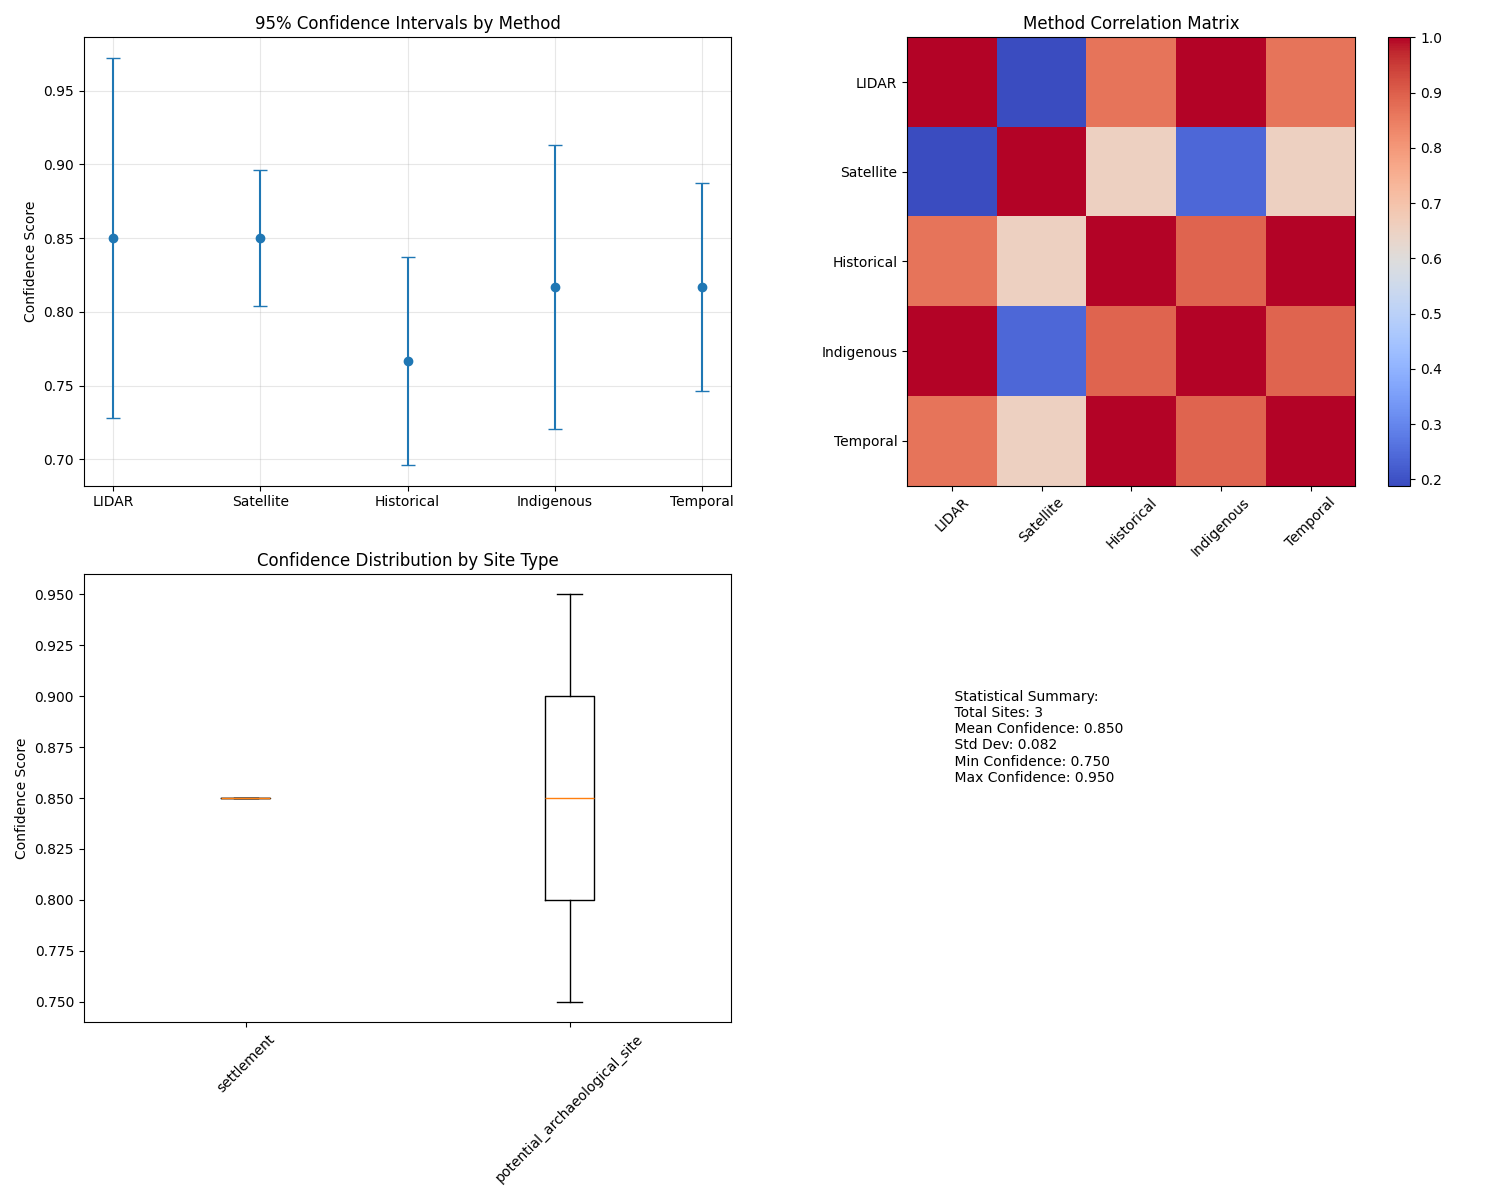 95% Confidence Intervals by Method
Confidence Score
0.95
0.90
0.85
0.80
0.75
0.70
LIDAR
Satellite
Historical
Indigenous
Temporal
Method Correlation Matrix
LIDAR
Satellite
Historical
Indigenous
Temporal
LIDAR
Satellite
Historical
Indigenous
Temporal
1.0
0.9
0.8
0.7
0.6
0.5
0.4
0.3
0.2
Confidence Distribution by Site Type
Confidence Score
0.950
0.925
0.900
0.875
0.850
0.825
0.800
0.775
0.750
settlement
potential_archaeological_site
Statistical Summary:
Total Sites: 3
Mean Confidence: 0.850
Std Dev: 0.082
Min Confidence: 0.750
Max Confidence: 0.950